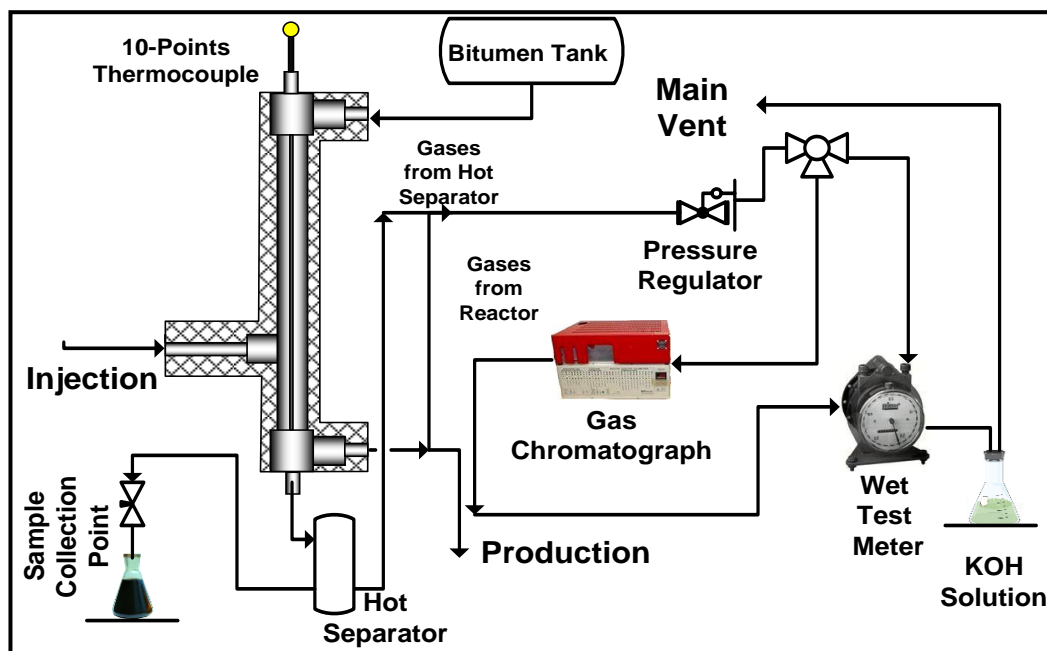 10-Points
Thermocouple
Bitumen Tank
Main
Vent
Gases
from Hot
Separator
Pressure
Regulator
Gases
from
Reactor
Injection
Gas
Chromatograph
Wet
Test
Meter
Sample
Collection
Point
Production
Hot
Separator
KOH
Solution